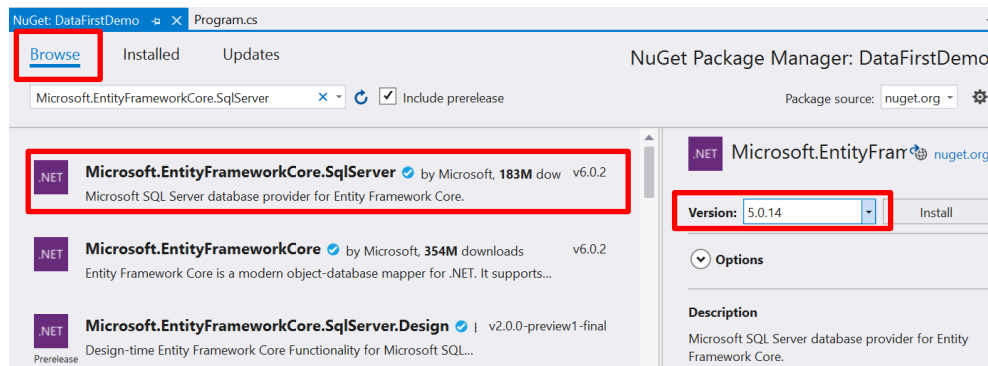 NuGet: DataFirstDemo Program.cs
Browse Installed Updates
NuGet Package Manager: DataFirstDemo
Microsoft.EntityFrameworkCore.SqlServer
Include prerelease
Package source: nuget.org
.NET
Microsoft.EntityFrameworkCore.SqlServer by Microsoft, 183M dow v6.0.2
Microsoft SQL Server database provider for Entity Framework Core.
.NET
Microsoft.EntityFrameworkCore by Microsoft, 354M downloads v6.0.2
Entity Framework Core is a modern object-database mapper for .NET. It supports...
.NET
Prerelease
Microsoft.EntityFrameworkCore.SqlServer.Design v2.0.0-preview1-final
Design-time Entity Framework Core Functionality for Microsoft SQL...
.NET
Microsoft.EntityFram nuget.org
Version: 5.0.14 Install
Options
Description
Microsoft SQL Server database provider for Entity
Framework Core.